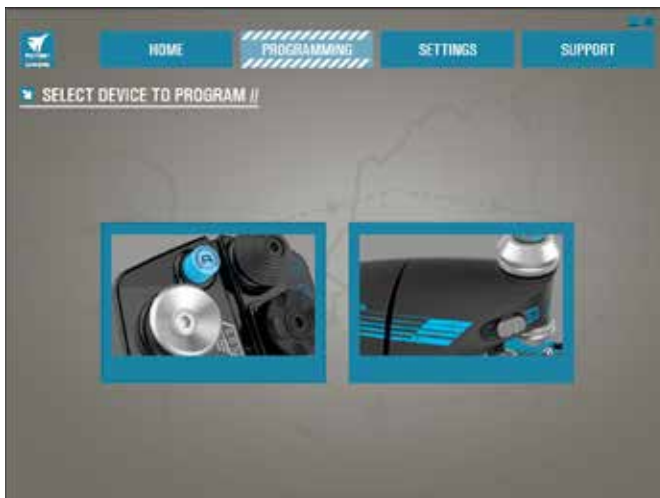 HOME
PROGRAMMING
SETTINGS
SUPPORT
SELECT DEVICE TO PROGRAM //